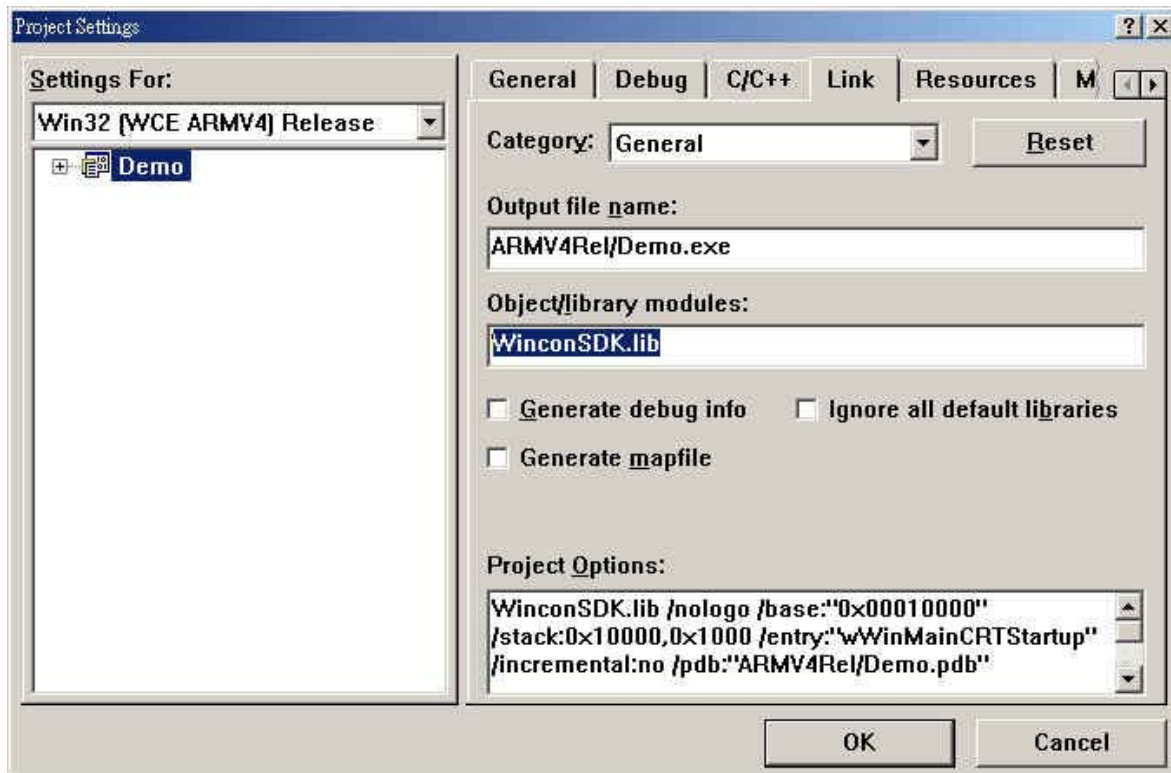 Project Settings
Settings For:
Win32 (WCE ARMV4) Release
Demo
General Debug C/C++ Link Resources M
Category: General Reset
Output file name:
ARMV4Rel/Demo.exe
Object/library modules:
WinconSDK.lib
Generate debug info Ignore all default libraries
Generate mapfile
Project Options:
WinconSDK.lib /nologo /base:"0x00010000"
/stack:0x10000,0x1000 /entry:"wWinMainCRTStartup"
/incremental:no /pdb:"ARMV4Rel/Demo.pdb"
OK Cancel